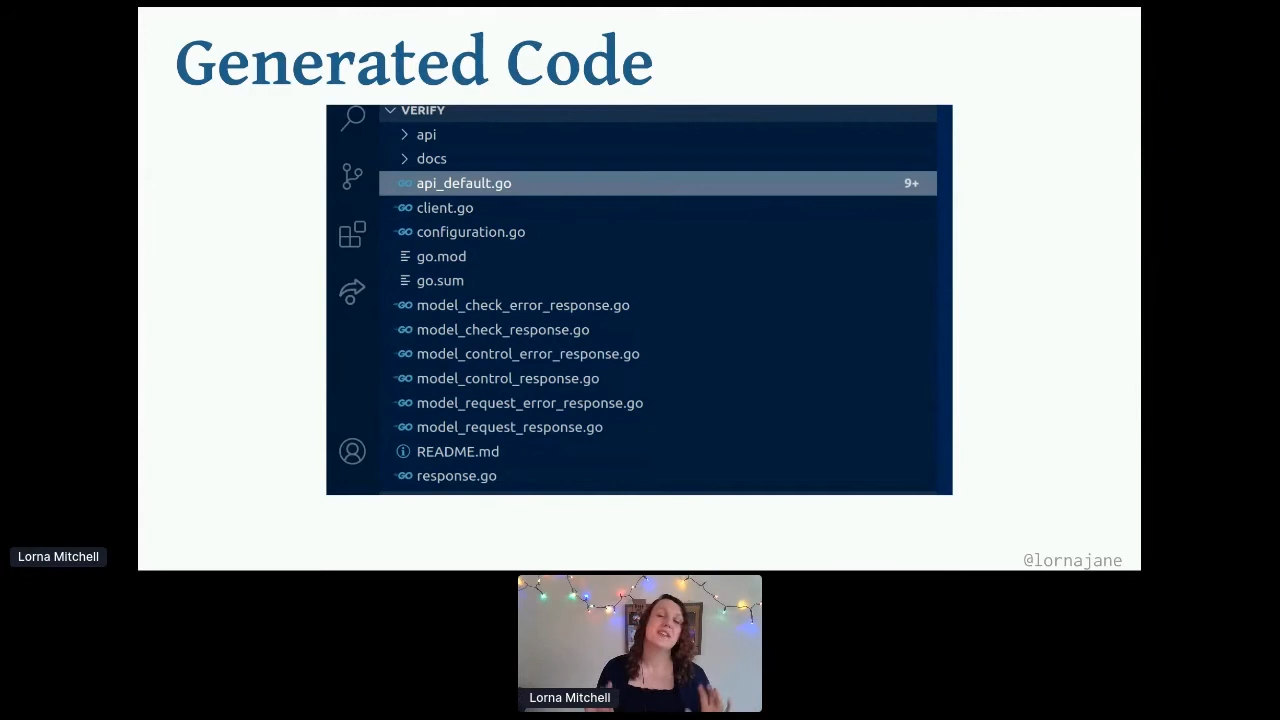 Generated Code
VERIFY
api
docs
api_default.go 9+
client.go
configuration.go
go.mod
go.sum
model_check_error_response.go
model_check_response.go
model_control_error_response.go
model_control_response.go
model_request_error_response.go
model_request_response.go
README.md
response.go
@lornajane
Lorna Mitchell
Lorna Mitchell